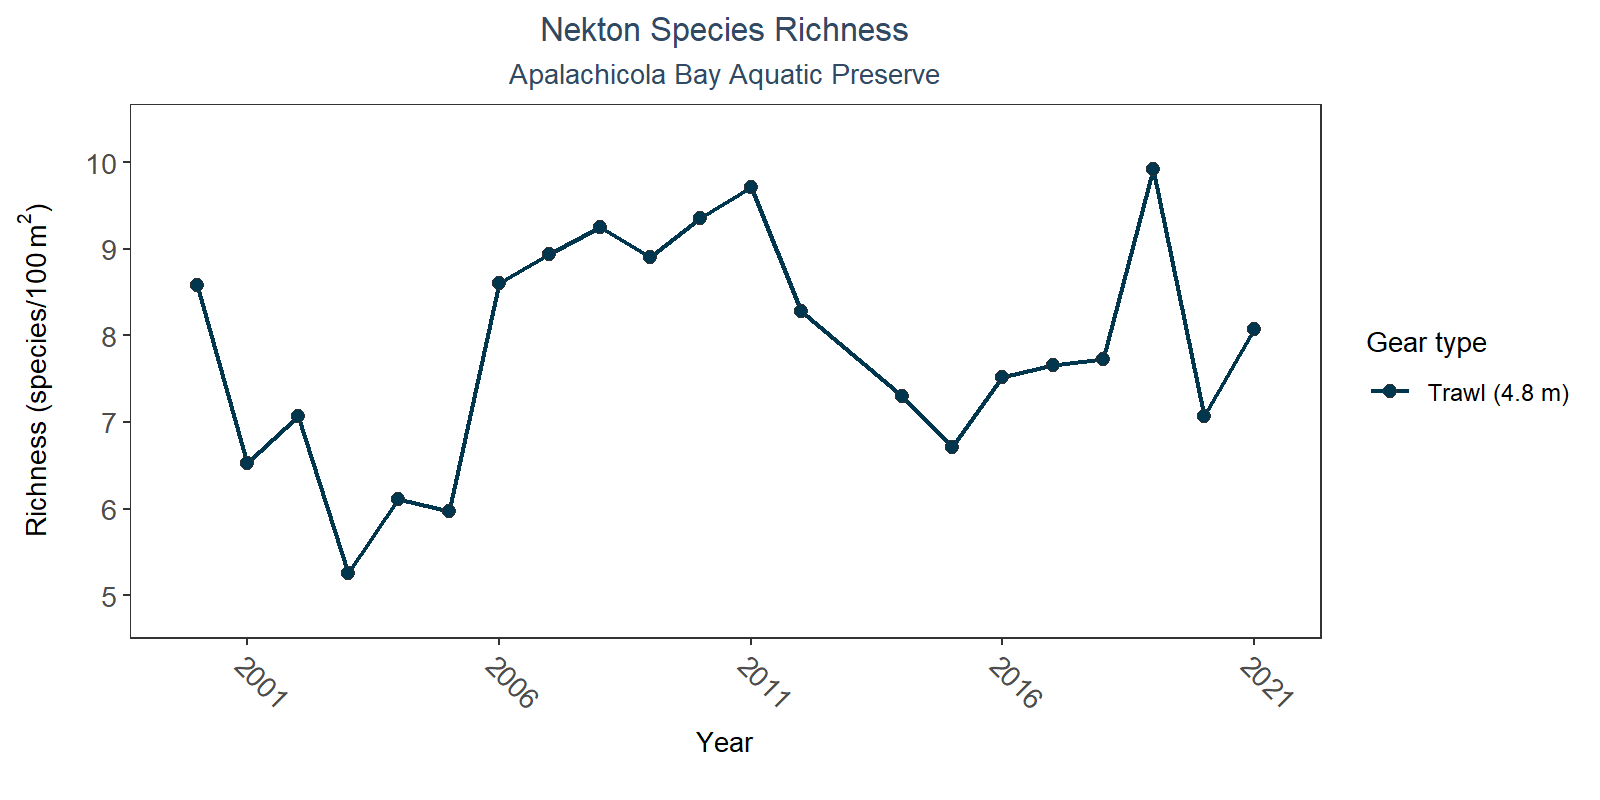 Nekton Species Richness
Apalachicola Bay Aquatic Preserve
Richness (species/100 m²)
10
9
8
7
6
5
2001
2006
2011
2016
2021
Year
Gear type
Trawl (4.8 m)